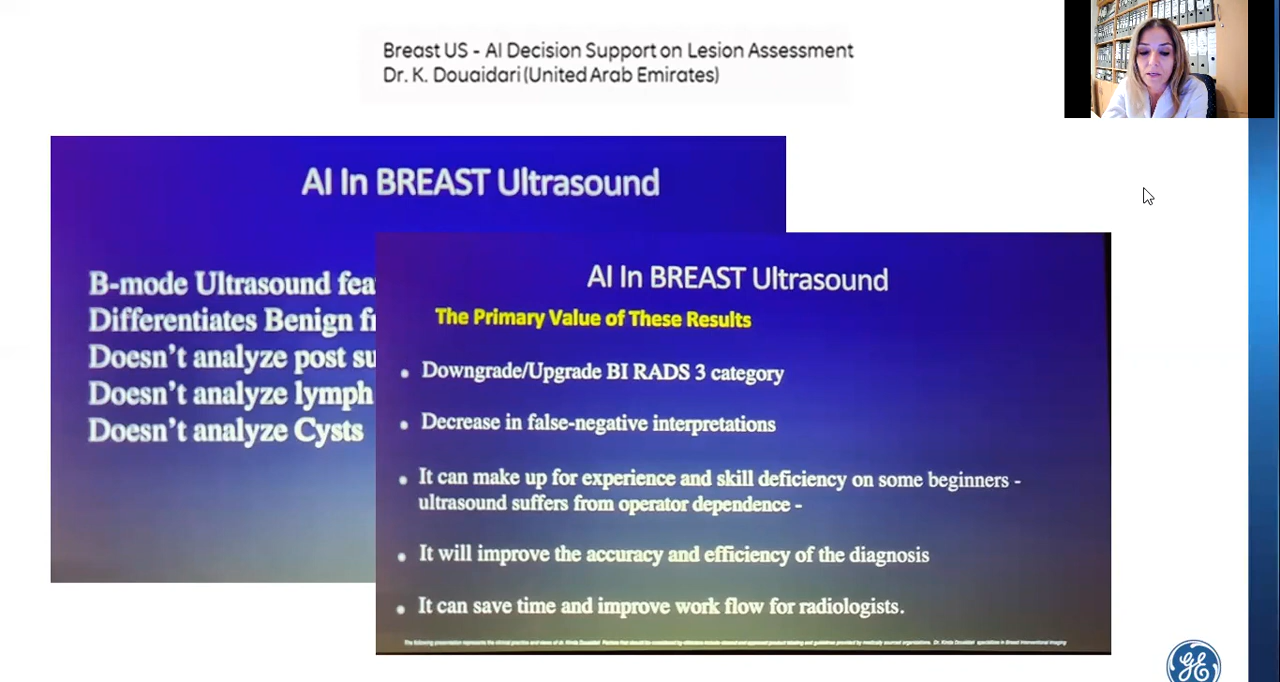 Breast US - AI Decision Support on Lesion Assessment
Dr. K. Douaidari (United Arab Emirates)
AI In BREAST Ultrasound
B-mode Ultrasound fea
Differentiates Benign fr
Doesn't analyze post su
Doesn't analyze lymph
Doesn't analyze Cysts
AI In BREAST Ultrasound
The Primary Value of These Results
• Downgrade/Upgrade BI RADS 3 category
• Decrease in false-negative interpretations
• It can make up for experience and skill deficiency on some beginners -
ultrasound suffers from operator dependence -
• It will improve the accuracy and efficiency of the diagnosis
• It can save time and improve work flow for radiologists.
GE